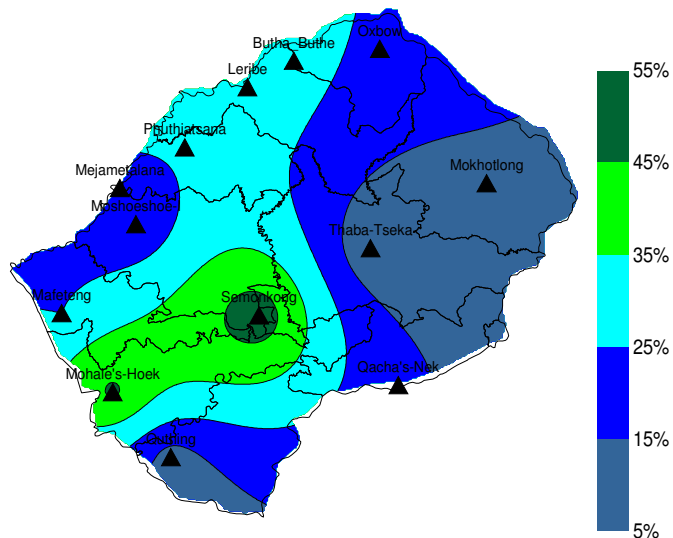 Oxbow
Butha_Buthe
Leribe
55%
Phuthiatsana
45%
Mejametalana
Mokhotlong
Moshoeshoe-I
Thaba-Tseka
35%
Semonkong
Mafeteng
25%
Mohale's-Hoek
Qacha's-Nek
Quthing
15%
5%